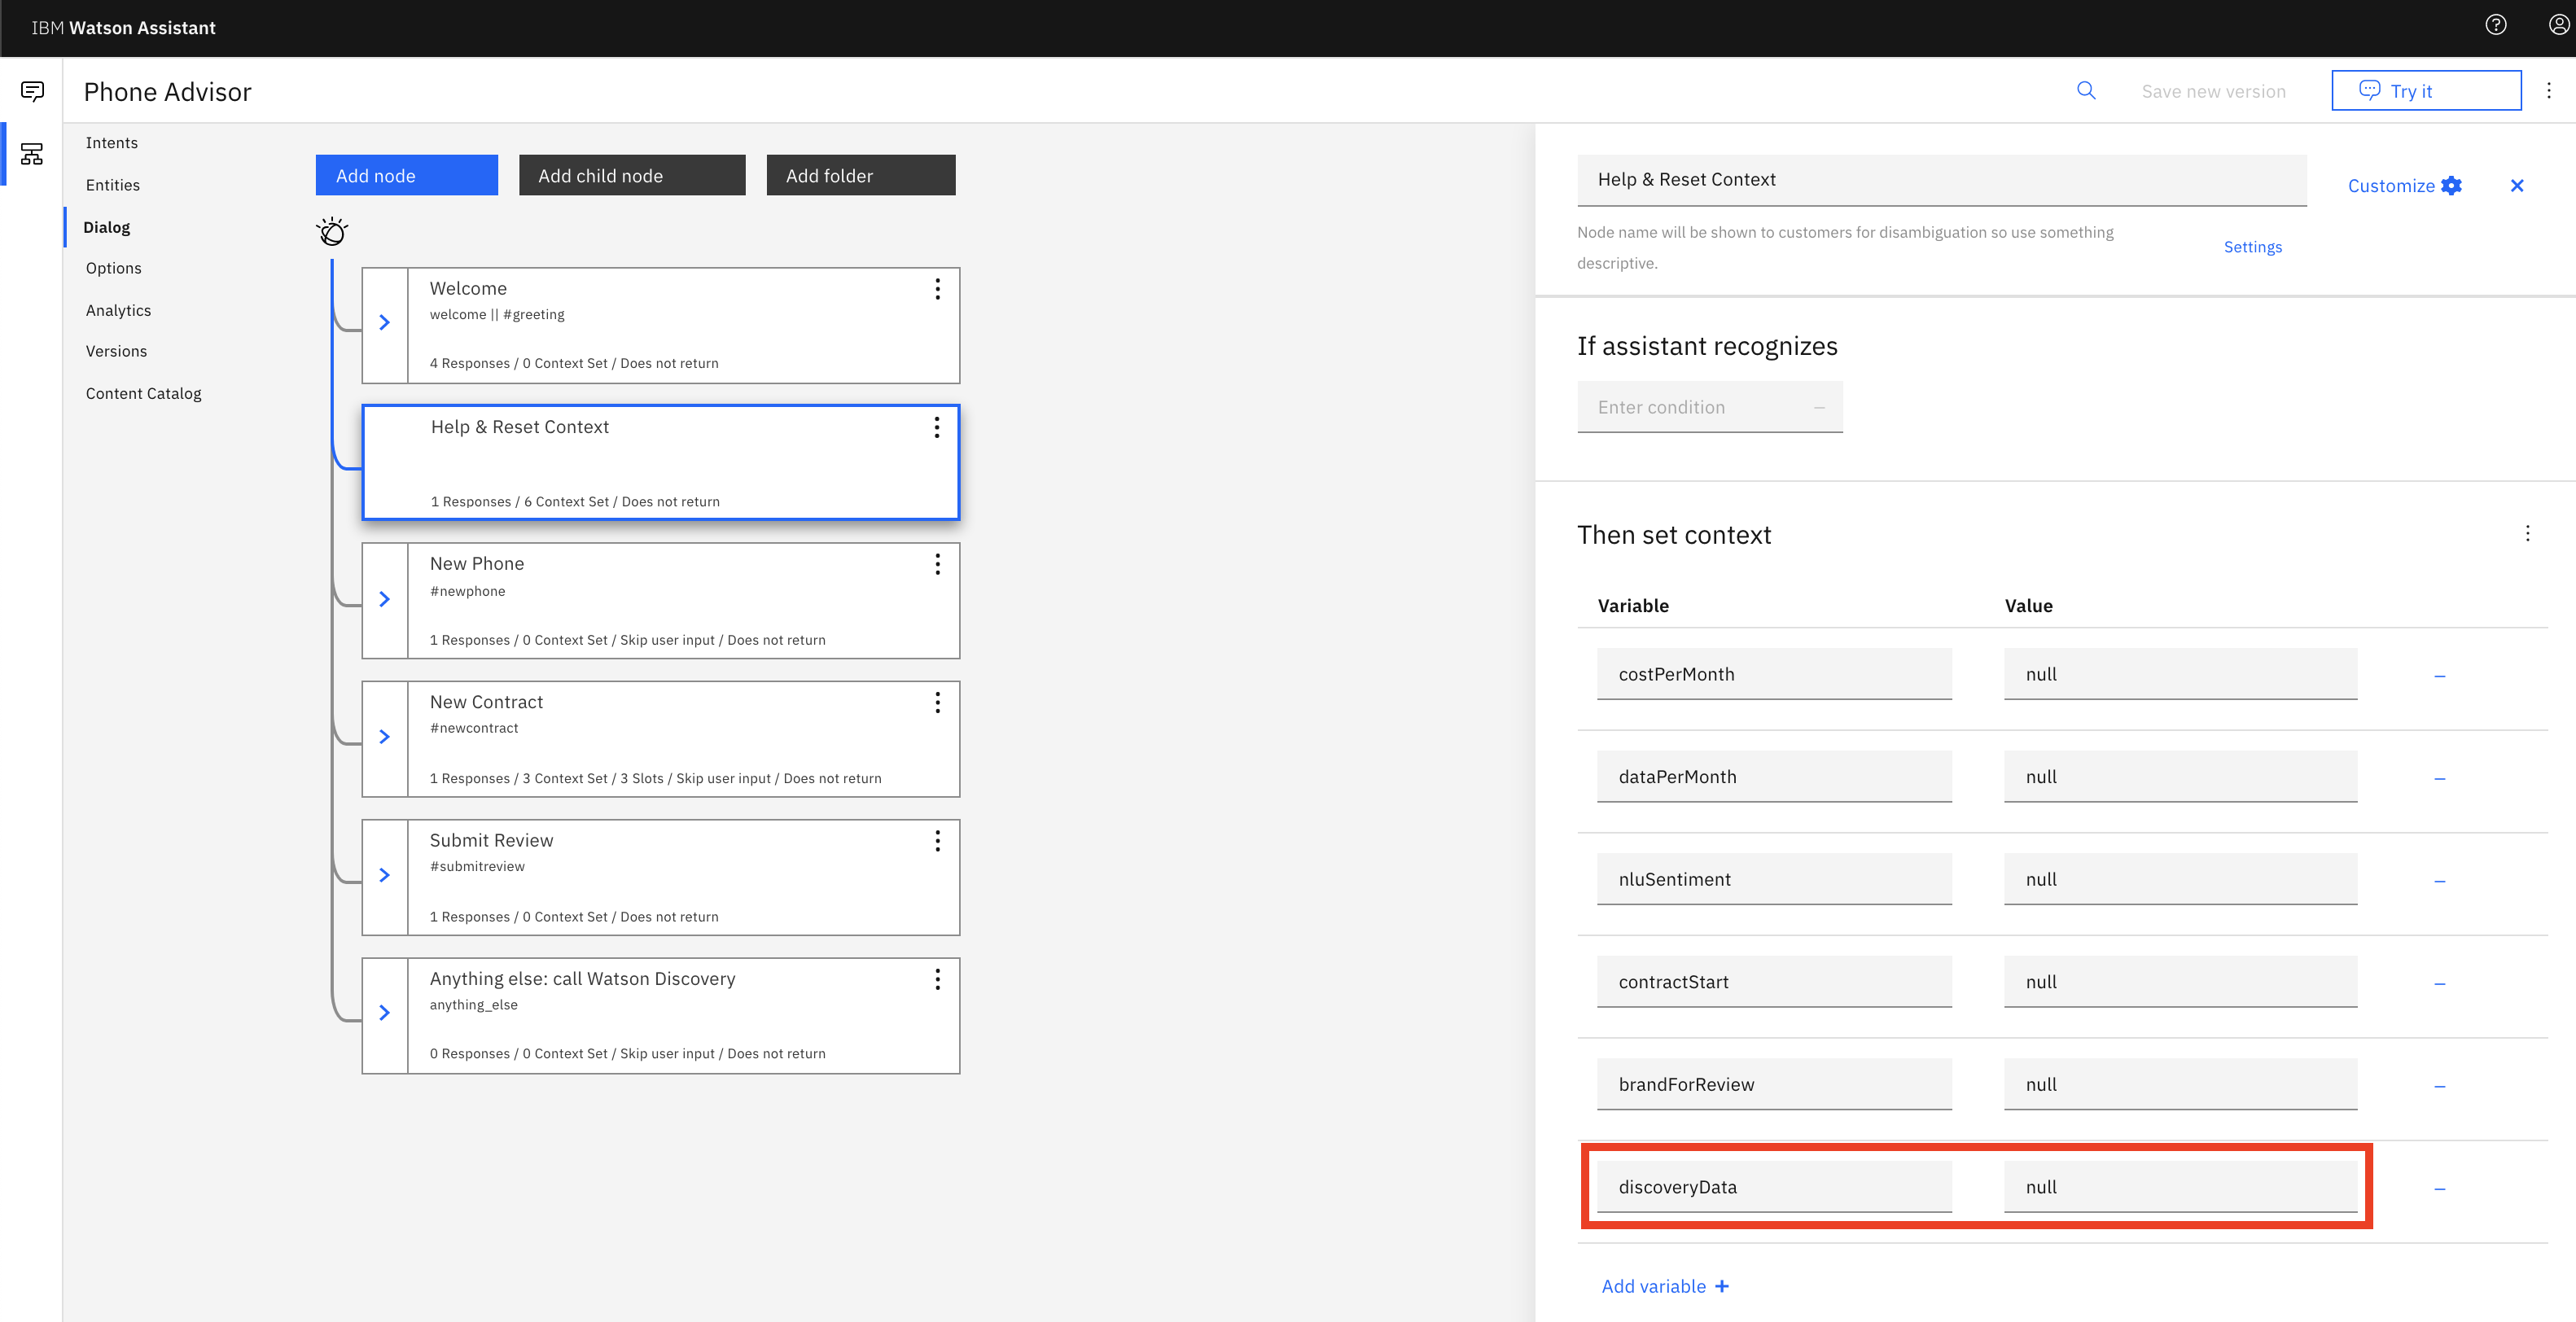 IBM Watson Assistant
Phone Advisor
Save new version
Try it
Intents
Entities
Dialog
Options
Analytics
Versions
Content Catalog
Add node
Add child node
Add folder
Welcome
welcome || #greeting
4 Responses / 0 Context Set / Does not return
Help & Reset Context
1 Responses / 6 Context Set / Does not return
New Phone
#newphone
1 Responses / 0 Context Set / Skip user input / Does not return
New Contract
#newcontract
1 Responses / 3 Context Set / 3 Slots / Skip user input / Does not return
Submit Review
#submitreview
1 Responses / 0 Context Set / Does not return
Anything else: call Watson Discovery
anything_else
0 Responses / 0 Context Set / Skip user input / Does not return
Help & Reset Context
Customize
Node name will be shown to customers for disambiguation so use something
descriptive.
Settings
If assistant recognizes
Enter condition
Then set context
Variable Value
costPerMonth null
dataPerMonth null
nluSentiment null
contractStart null
brandForReview null
discoveryData null
Add variable +